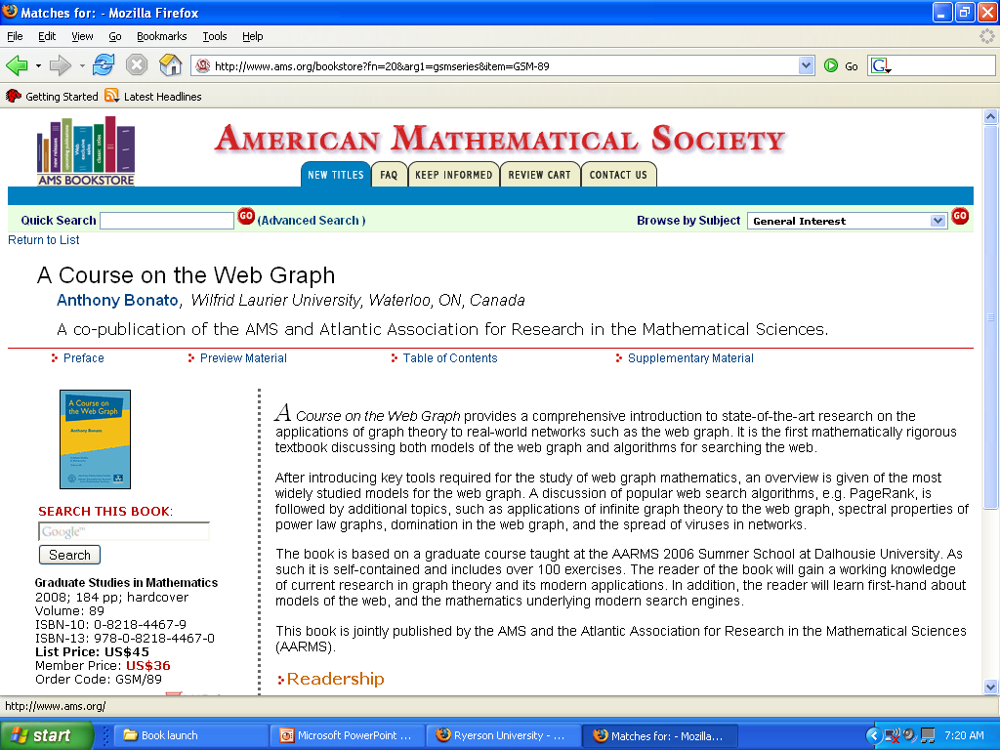 Matches for: - Mozilla Firefox
File Edit View Go Bookmarks Tools Help
http://www.ams.org/bookstore?fn=20&arg1=gsmseries&item=GSM-89
Go
G
Getting Started Latest Headlines
new releases
Web exclusive sales
classic titles
AMS BOOKSTORE
AMERICAN MATHEMATICAL SOCIETY
NEW TITLES FAQ KEEP INFORMED REVIEW CART CONTACT US
Quick Search GO (Advanced Search ) Browse by Subject General Interest GO
Return to List
A Course on the Web Graph
Anthony Bonato, Wilfrid Laurier University, Waterloo, ON, Canada
A co-publication of the AMS and Atlantic Association for Research in the Mathematical Sciences.
Preface Preview Material Table of Contents Supplementary Material
A Course on
the Web Graph
Anthony Bonato
SEARCH THIS BOOK:
Google™
Search
Graduate Studies in Mathematics
2008; 184 pp; hardcover
Volume: 89
ISBN-10: 0-8218-4467-9
ISBN-13: 978-0-8218-4467-0
List Price: US$45
Member Price: US$36
Order Code: GSM/89
A Course on the Web Graph provides a comprehensive introduction to state-of-the-art research on the
applications of graph theory to real-world networks such as the web graph. It is the first mathematically rigorous
textbook discussing both models of the web graph and algorithms for searching the web.
After introducing key tools required for the study of web graph mathematics, an overview is given of the most
widely studied models for the web graph. A discussion of popular web search algorithms, e.g. PageRank, is
followed by additional topics, such as applications of infinite graph theory to the web graph, spectral properties of
power law graphs, domination in the web graph, and the spread of viruses in networks.
The book is based on a graduate course taught at the AARMS 2006 Summer School at Dalhousie University. As
such it is self-contained and includes over 100 exercises. The reader of the book will gain a working knowledge
of current research in graph theory and its modern applications. In addition, the reader will learn first-hand about
models of the web, and the mathematics underlying modern search engines.
This book is jointly published by the AMS and the Atlantic Association for Research in the Mathematical Sciences
(AARMS).
Readership
http://www.ams.org/
start Book launch Microsoft PowerPoint ... Ryerson University - ... Matches for: - Mozilla... 7:20 AM